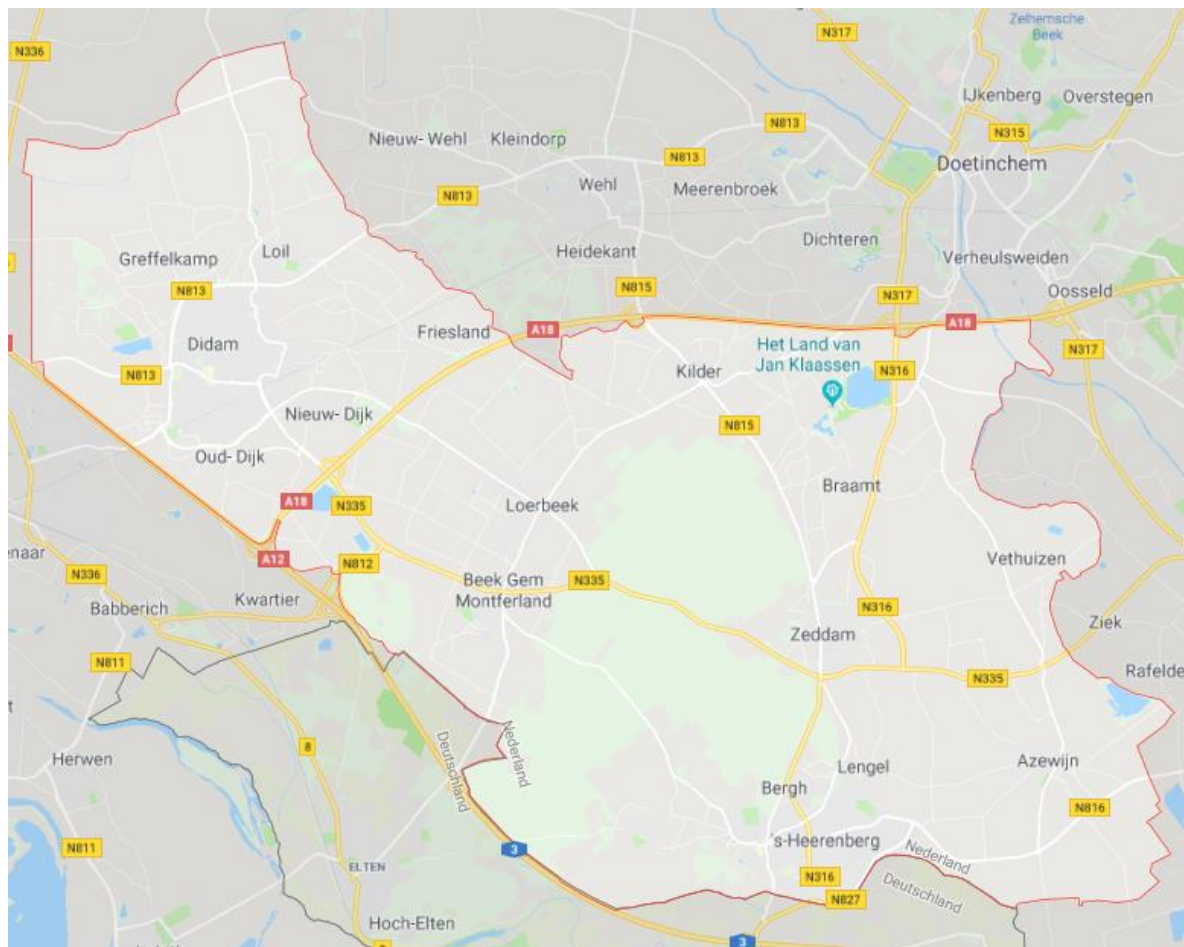 N336
N317
Zelhemsche
Beek
IJkenberg
Overstegen
N813
N315
Nieuw- Wehl
Kleindorp
N813
Doetinchem
Wehl
Meerenbroek
N813
Dichteren
Greffelkamp
Loil
Heidekant
Verheulsweiden
N813
N815
N317
Oosseld
Friesland
A18
A18
Didam
Het Land van
Jan Klaassen
N317
N813
Kilder
N316
Nieuw- Dijk
N815
Oud- Dijk
Braamt
A18
N335
Loerbeek
enaar
A12
N812
Vethuizen
N336
Kwartier
Beek Gem
Montferland
N335
Babberich
N316
Ziek
Zeddam
N811
N335
Rafelde
Nederland
Deutschland
8
Herwen
Azewijn
Lengel
Bergh
N816
N811
3
's-Heerenberg
Nederland
ELTEN
N316
Deutschland
N827
Hoch-Elten
3